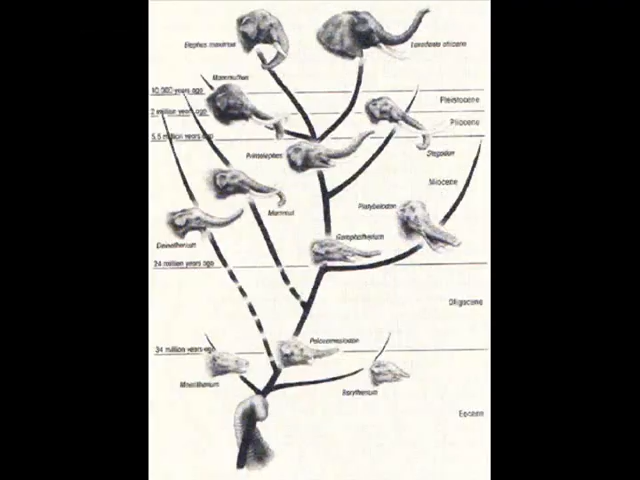 Elephas maximus
Loxodonta africana
Mammuthus
10,000 years ago
Pleistocene
2 million years ago
Pliocene
5.5 million years ago
Primelephas
Stegodon
Miocene
Mammut
Platybelodon
Deinotherium
Gomphotherium
24 million years ago
Oligocene
Palaeomastodon
34 million years ago
Moeritherium
Barytherium
Eocene